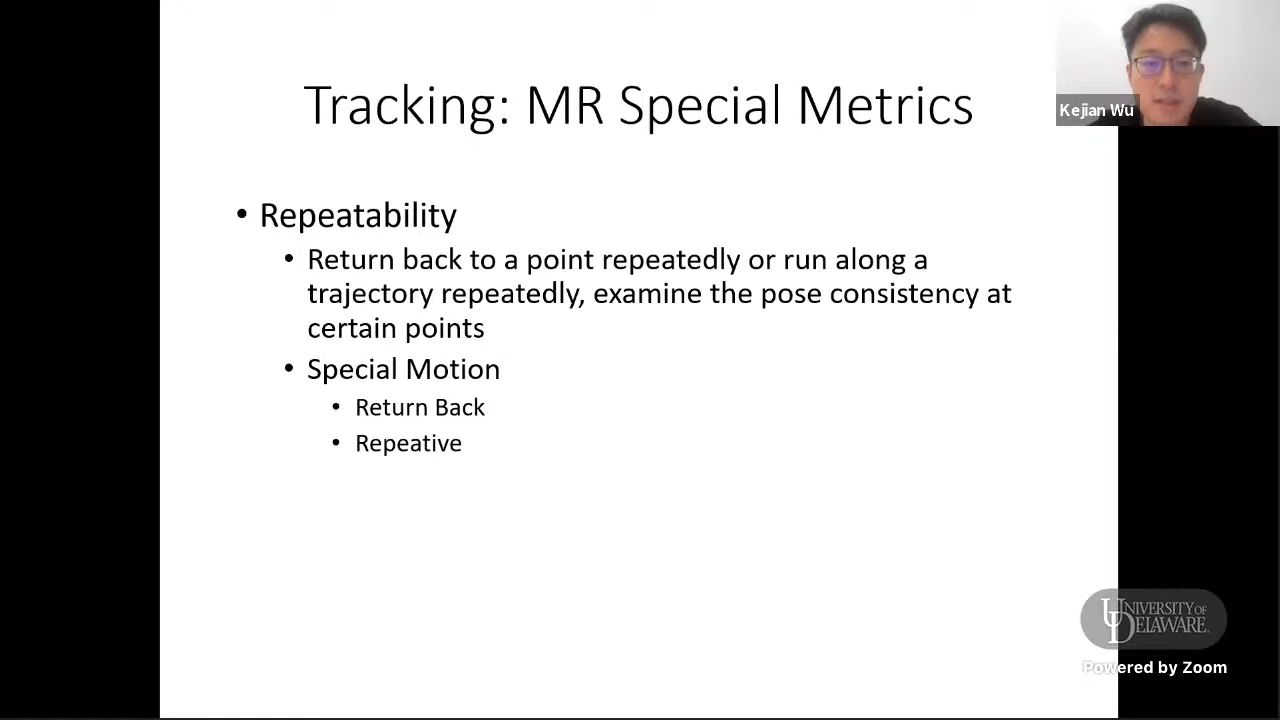 Tracking: MR Special Metrics
Kejian Wu
• Repeatability
• Return back to a point repeatedly or run along a
trajectory repeatedly, examine the pose consistency at
certain points
• Special Motion
• Return Back
• Repeative
UNIVERSITY OF
DELAWARE.
Powered by Zoom